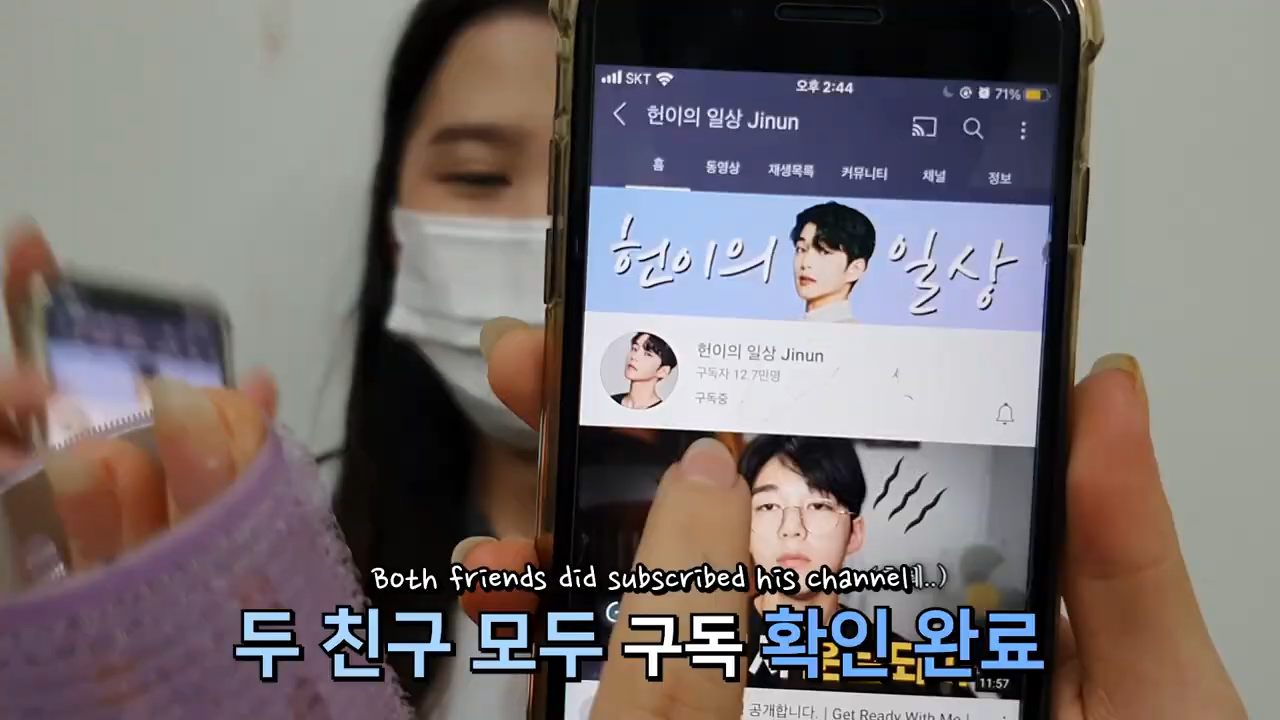 SKT 오후 2:44 71%
헌이의 일상 Jinun
홈 동영상 재생목록 커뮤니티 채널 정보
헌이의 일상
헌이의 일상 Jinun
구독자 12.7만명
구독중
Both friends did subscribed his channel
두 친구 모두 구독 확인 완료
11:57
공개합니다. | Get Ready With Me |